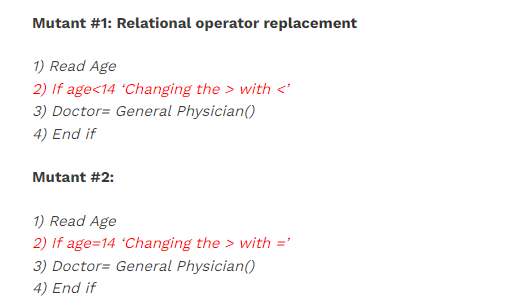 Mutant #1: Relational operator replacement
1) Read Age
2) If age<14 ‘Changing the > with <’
3) Doctor= General Physician()
4) End if
Mutant #2:
1) Read Age
2) If age=14 ‘Changing the > with =’
3) Doctor= General Physician()
4) End if